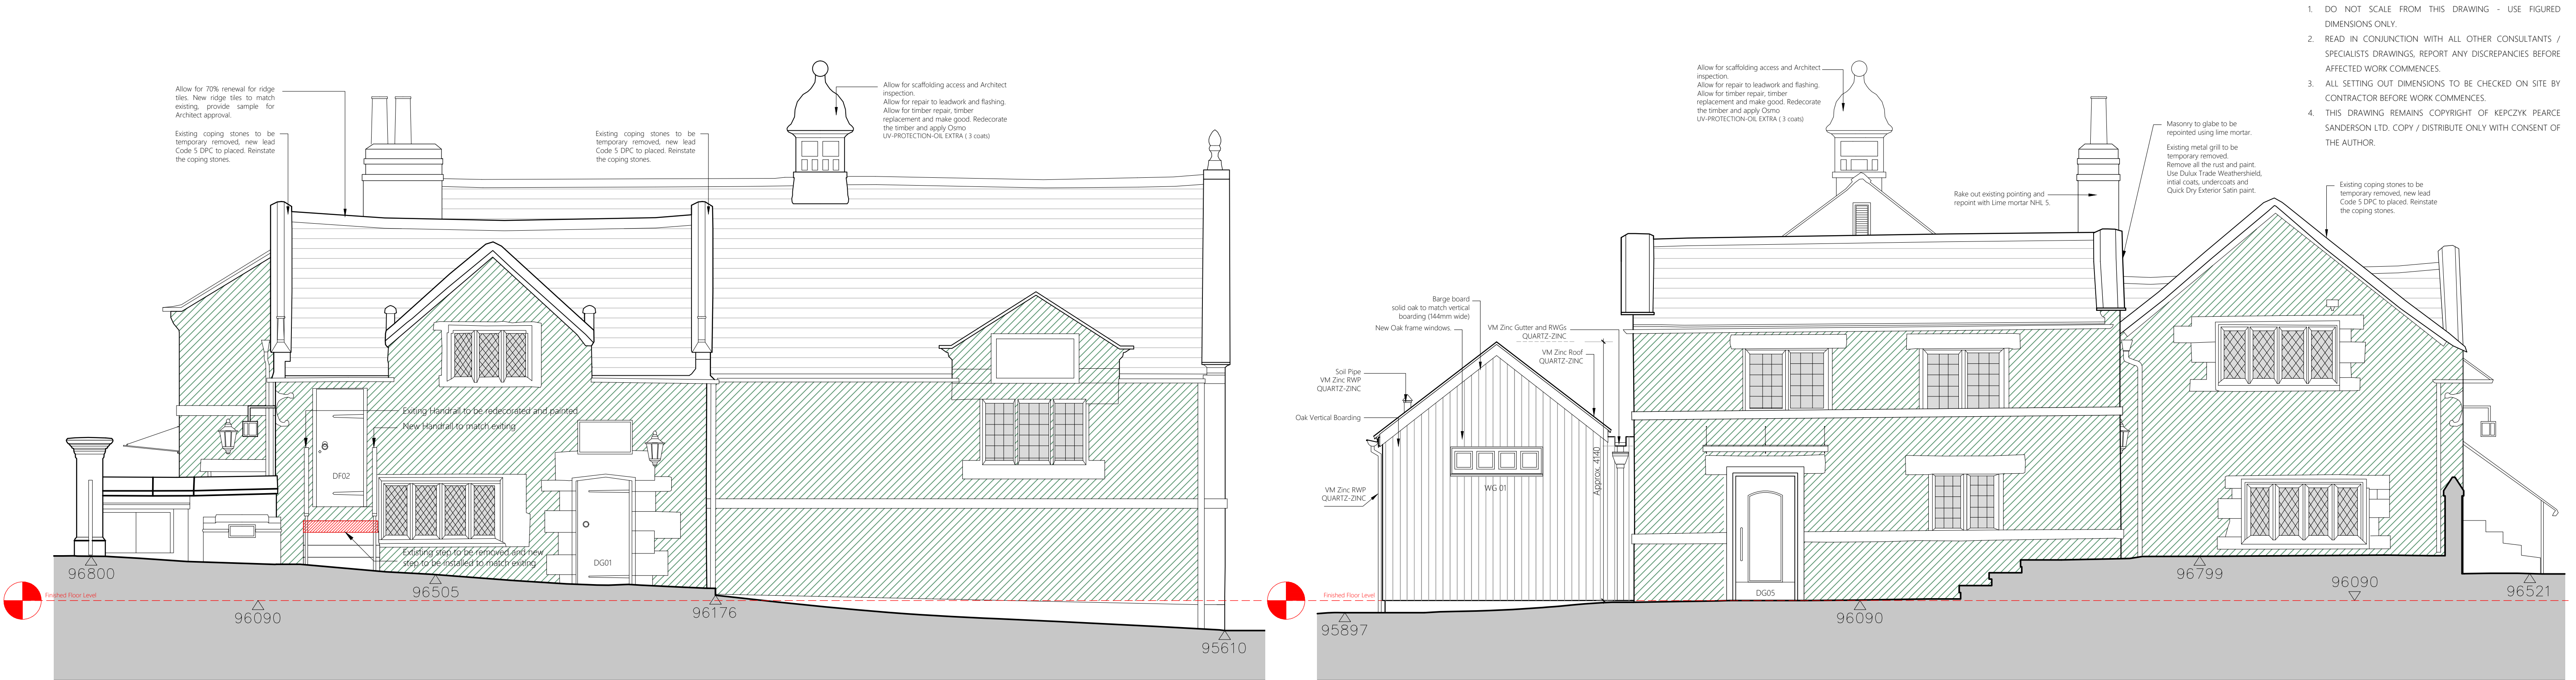 Allow for 70% renewal for ridge
tiles. New ridge tiles to match
existing, provide sample for
Architect approval.
Existing coping stones to be
temporary removed, new lead
Code 5 DPC to placed. Reinstate
the coping stones.
Existing coping stones to be
temporary removed, new lead
Code 5 DPC to placed. Reinstate
the coping stones.
Allow for scaffolding access and Architect
inspection.
Allow for repair to leadwork and flashing.
Allow for timber repair, timber
replacement and make good. Redecorate
the timber and apply Osmo
UV-PROTECTION-OIL EXTRA ( 3 coats)
Exiting Handrail to be redecorated and painted
New Handrail to match exiting
DF02
Existing step to be removed and new
step to be installed to match exiting
DG01
96800
Finished Floor Level
96090
96505
96176
95610
Allow for scaffolding access and Architect
inspection.
Allow for repair to leadwork and flashing.
Allow for timber repair, timber
replacement and make good. Redecorate
the timber and apply Osmo
UV-PROTECTION-OIL EXTRA ( 3 coats)
Rake out existing pointing and
repoint with Lime mortar NHL 5.
Masonry to glabe to be
repointed using lime mortar.
Existing metal grill to be
temporary removed.
Remove all the rust and paint.
Use Dulux Trade Weathershield,
intial coats, undercoats and
Quick Dry Exterior Satin paint.
Existing coping stones to be
temporary removed, new lead
Code 5 DPC to placed. Reinstate
the coping stones.
Barge board
solid oak to match vertical
boarding (144mm wide)
New Oak frame windows.
VM Zinc Gutter and RWGs
QUARTZ-ZINC
VM Zinc Roof
QUARTZ-ZINC
Soil Pipe
VM Zinc RWP
QUARTZ-ZINC
Oak Vertical Boarding
VM Zinc RWP
QUARTZ-ZINC
WG 01
Approx. 4140
DG05
Finished Floor Level
95897
96090
96799
96090
96521
1. DO NOT SCALE FROM THIS DRAWING - USE FIGURED
DIMENSIONS ONLY.
2. READ IN CONJUNCTION WITH ALL OTHER CONSULTANTS /
SPECIALISTS DRAWINGS, REPORT ANY DISCREPANCIES BEFORE
AFFECTED WORK COMMENCES.
3. ALL SETTING OUT DIMENSIONS TO BE CHECKED ON SITE BY
CONTRACTOR BEFORE WORK COMMENCES.
4. THIS DRAWING REMAINS COPYRIGHT OF KEPCZYK PEARCE
SANDERSON LTD. COPY / DISTRIBUTE ONLY WITH CONSENT OF
THE AUTHOR.